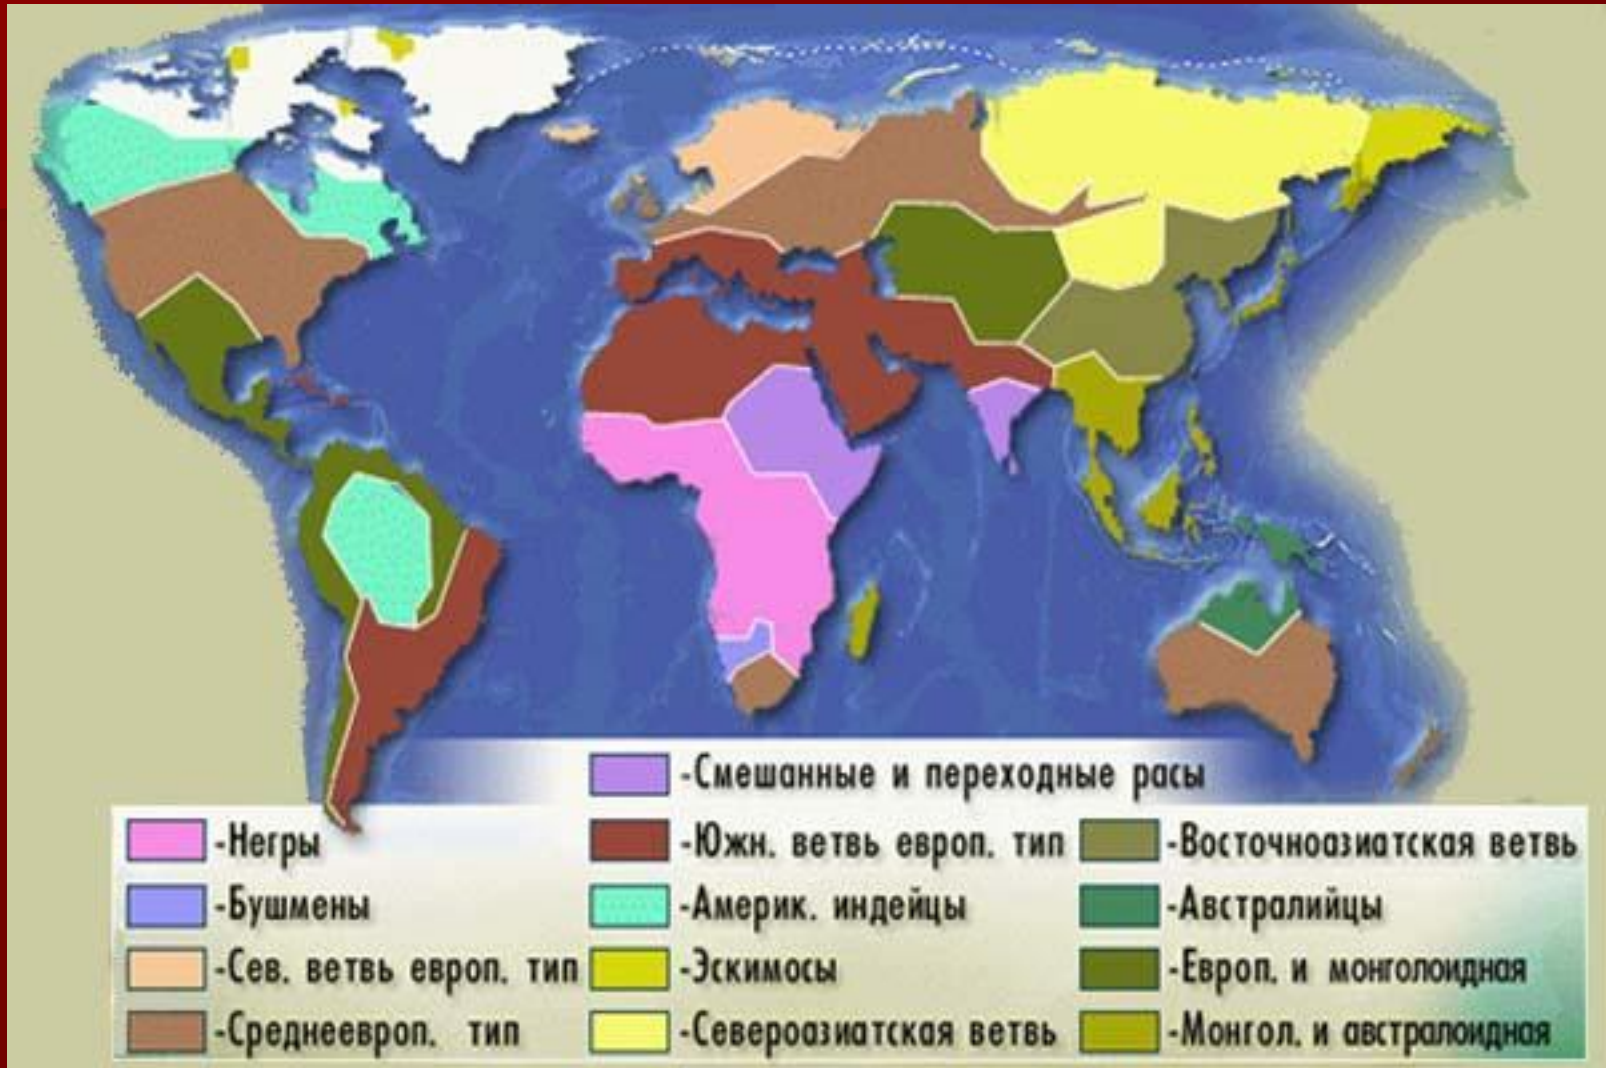 -Смешанные и переходные расы
-Негры
-Южн. ветвь европ. тип
-Восточноазиатская ветвь
-Бушмены
-Америк. индейцы
-Австралийцы
-Сев. ветвь европ. тип
-Эскимосы
-Европ. и монголоидная
-Среднеевроп. тип
-Североазиатская ветвь
-Монгол. и австралоидная